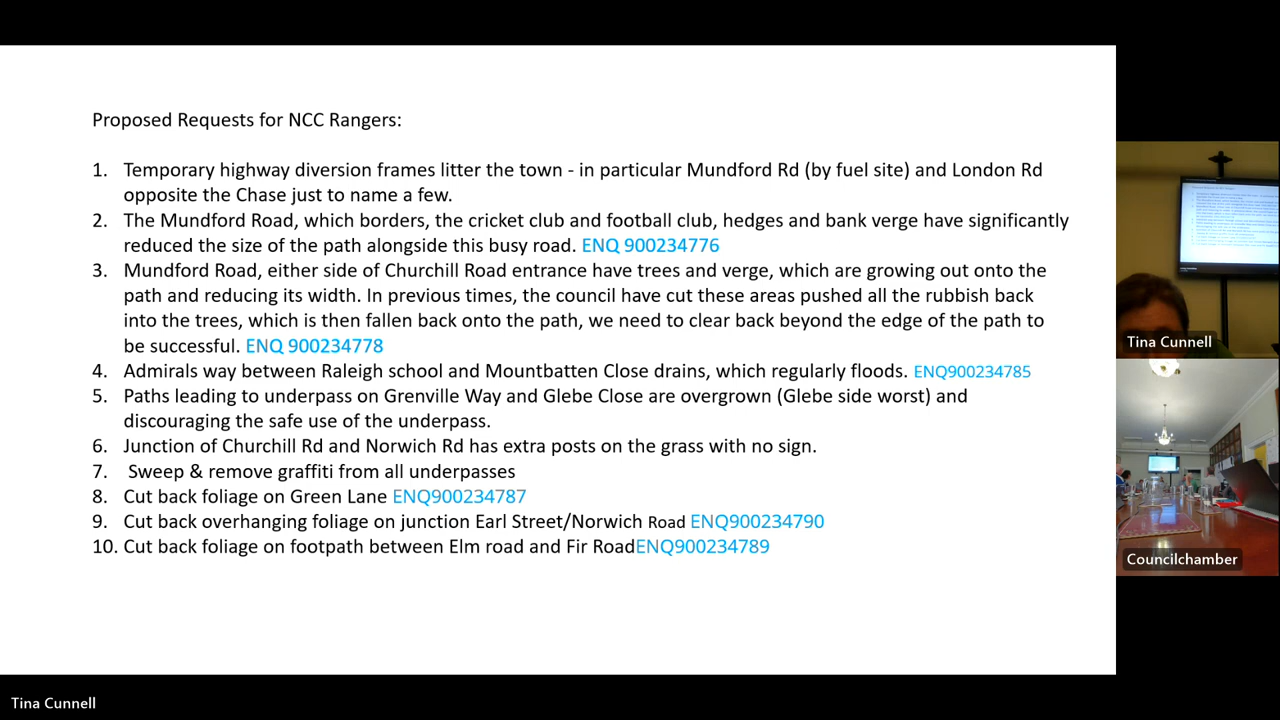 Proposed Requests for NCC Rangers:
1. Temporary highway diversion frames litter the town - in particular Mundford Rd (by fuel site) and London Rd
opposite the Chase just to name a few.
2. The Mundford Road, which borders, the cricket club and football club, hedges and bank verge have significantly
reduced the size of the path alongside this busy road. ENQ 900234776
3. Mundford Road, either side of Churchill Road entrance have trees and verge, which are growing out onto the
path and reducing its width. In previous times, the council have cut these areas pushed all the rubbish back
into the trees, which is then fallen back onto the path, we need to clear back beyond the edge of the path to
be successful. ENQ 900234778
4. Admirals way between Raleigh school and Mountbatten Close drains, which regularly floods. ENQ900234785
5. Paths leading to underpass on Grenville Way and Glebe Close are overgrown (Glebe side worst) and
discouraging the safe use of the underpass.
6. Junction of Churchill Rd and Norwich Rd has extra posts on the grass with no sign.
7. Sweep & remove graffiti from all underpasses
8. Cut back foliage on Green Lane ENQ900234787
9. Cut back overhanging foliage on junction Earl Street/Norwich Road ENQ900234790
10. Cut back foliage on footpath between Elm road and Fir RoadENQ900234789
Tina Cunnell
Councilchamber
Tina Cunnell